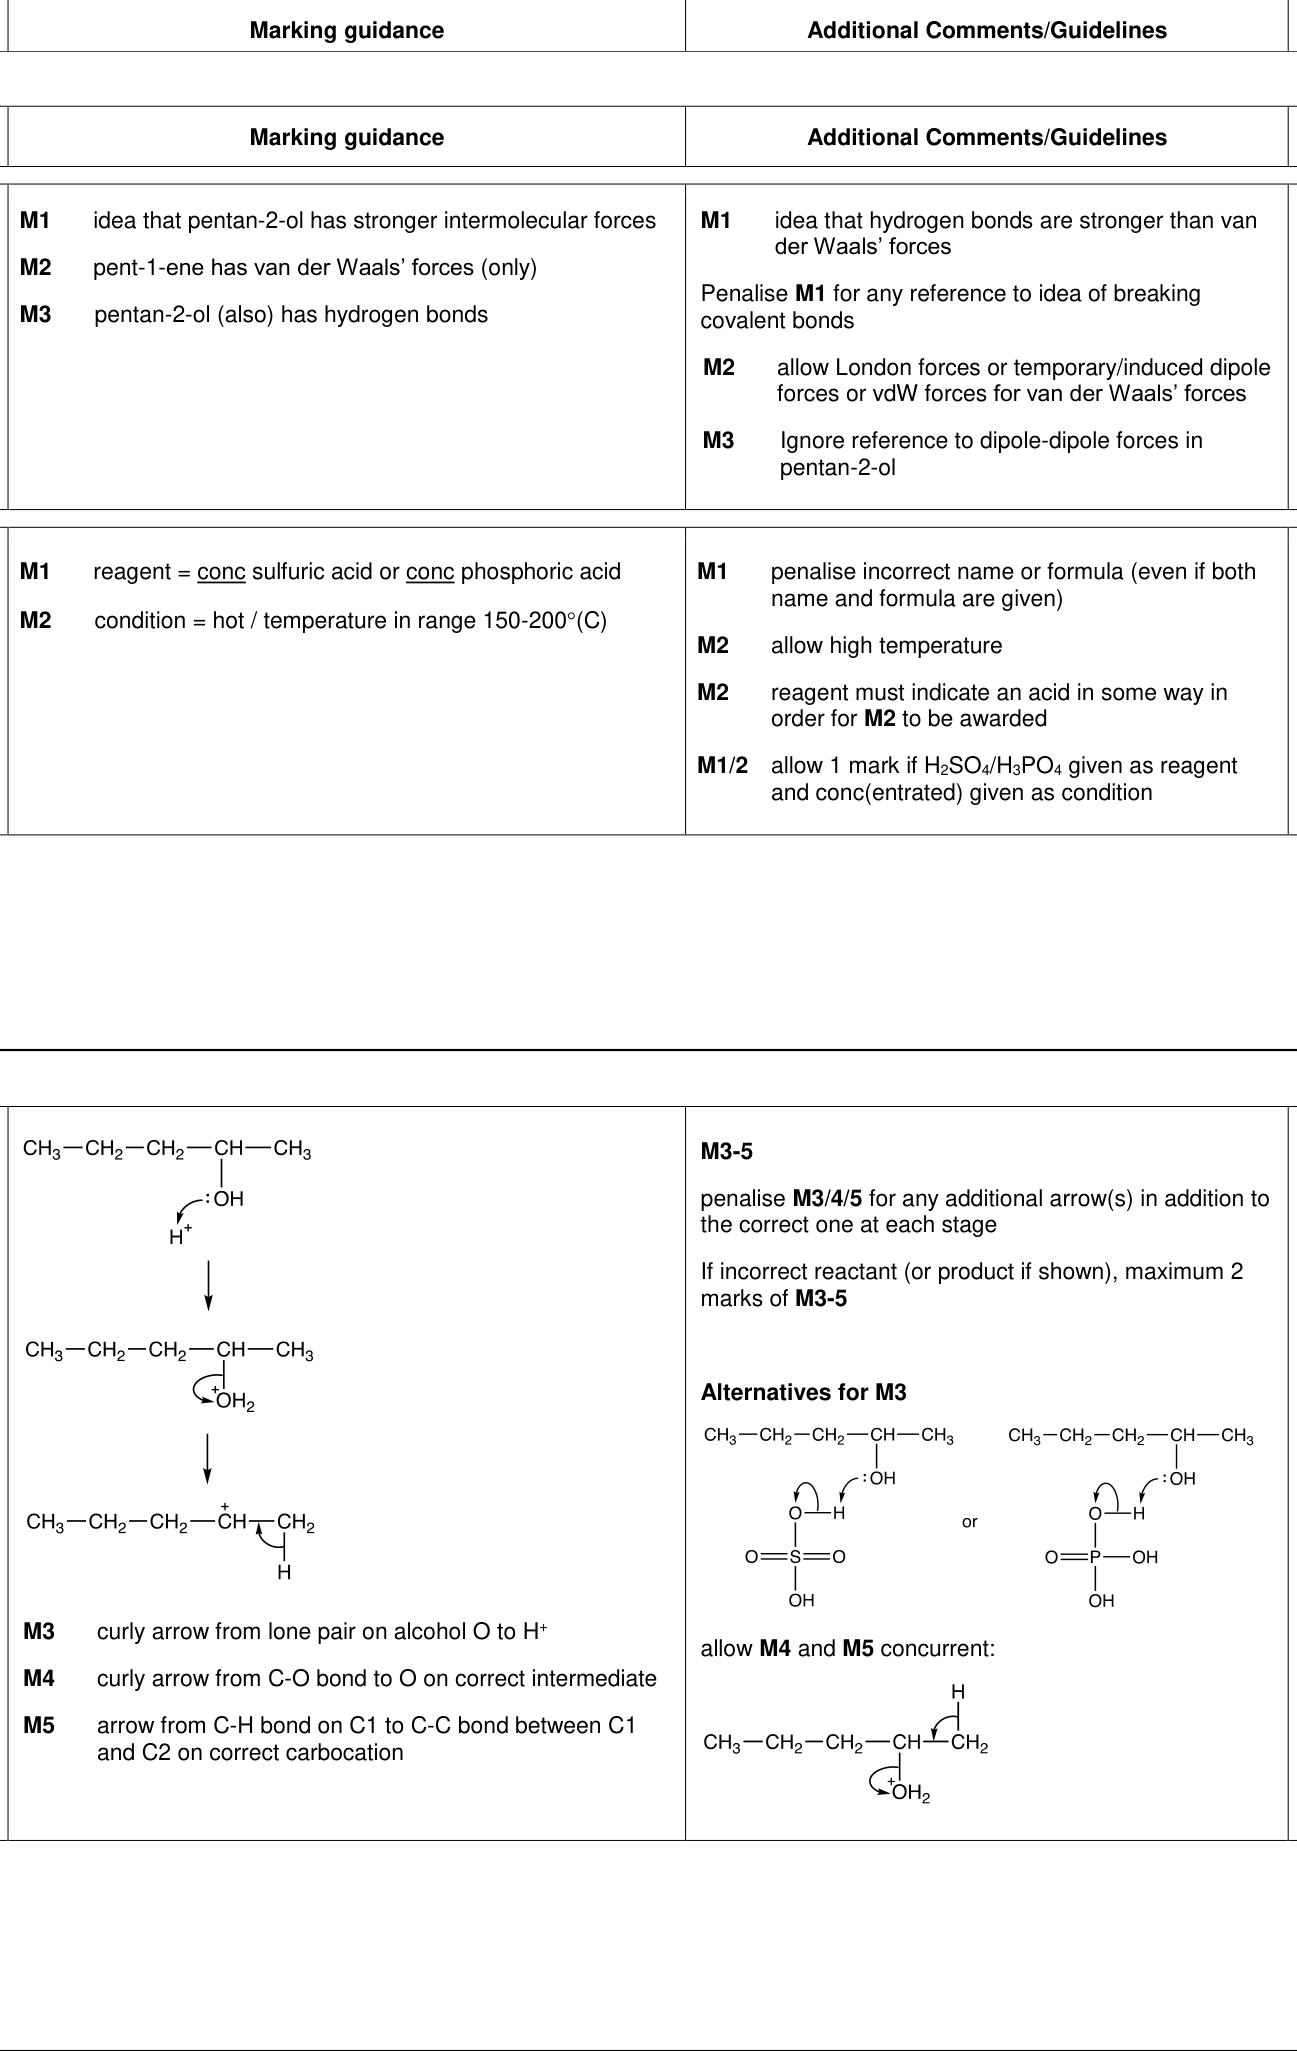 Marking guidance
Additional Comments/Guidelines
Marking guidance
Additional Comments/Guidelines
M1 idea that pentan-2-ol has stronger intermolecular forces
M2 pent-1-ene has van der Waals’ forces (only)
M3 pentan-2-ol (also) has hydrogen bonds
M1 idea that hydrogen bonds are stronger than van
der Waals’ forces
Penalise M1 for any reference to idea of breaking
covalent bonds
M2 allow London forces or temporary/induced dipole
forces or vdW forces for van der Waals’ forces
M3 Ignore reference to dipole-dipole forces in
pentan-2-ol
M1 reagent = conc sulfuric acid or conc phosphoric acid
M2 condition = hot / temperature in range 150-200°(C)
M1 penalise incorrect name or formula (even if both
name and formula are given)
M2 allow high temperature
M2 reagent must indicate an acid in some way in
order for M2 to be awarded
M1/2 allow 1 mark if H₂SO₄/H₃PO₄ given as reagent
and conc(entrated) given as condition
CH₃—CH₂—CH₂—CH—CH₃
:OH
H⁺
CH₃—CH₂—CH₂—CH—CH₃
+
OH₂
+
CH₃—CH₂—CH₂—CH—CH₂
H
M3 curly arrow from lone pair on alcohol O to H⁺
M4 curly arrow from C-O bond to O on correct intermediate
M5 arrow from C-H bond on C1 to C-C bond between C1
and C2 on correct carbocation
M3-5
penalise M3/4/5 for any additional arrow(s) in addition to
the correct one at each stage
If incorrect reactant (or product if shown), maximum 2
marks of M3-5
Alternatives for M3
CH₃—CH₂—CH₂—CH—CH₃
:OH
O—H
O=S=O
OH
or
CH₃—CH₂—CH₂—CH—CH₃
:OH
O—H
O=P—OH
OH
allow M4 and M5 concurrent:
H
CH₃—CH₂—CH₂—CH—CH₂
+
OH₂